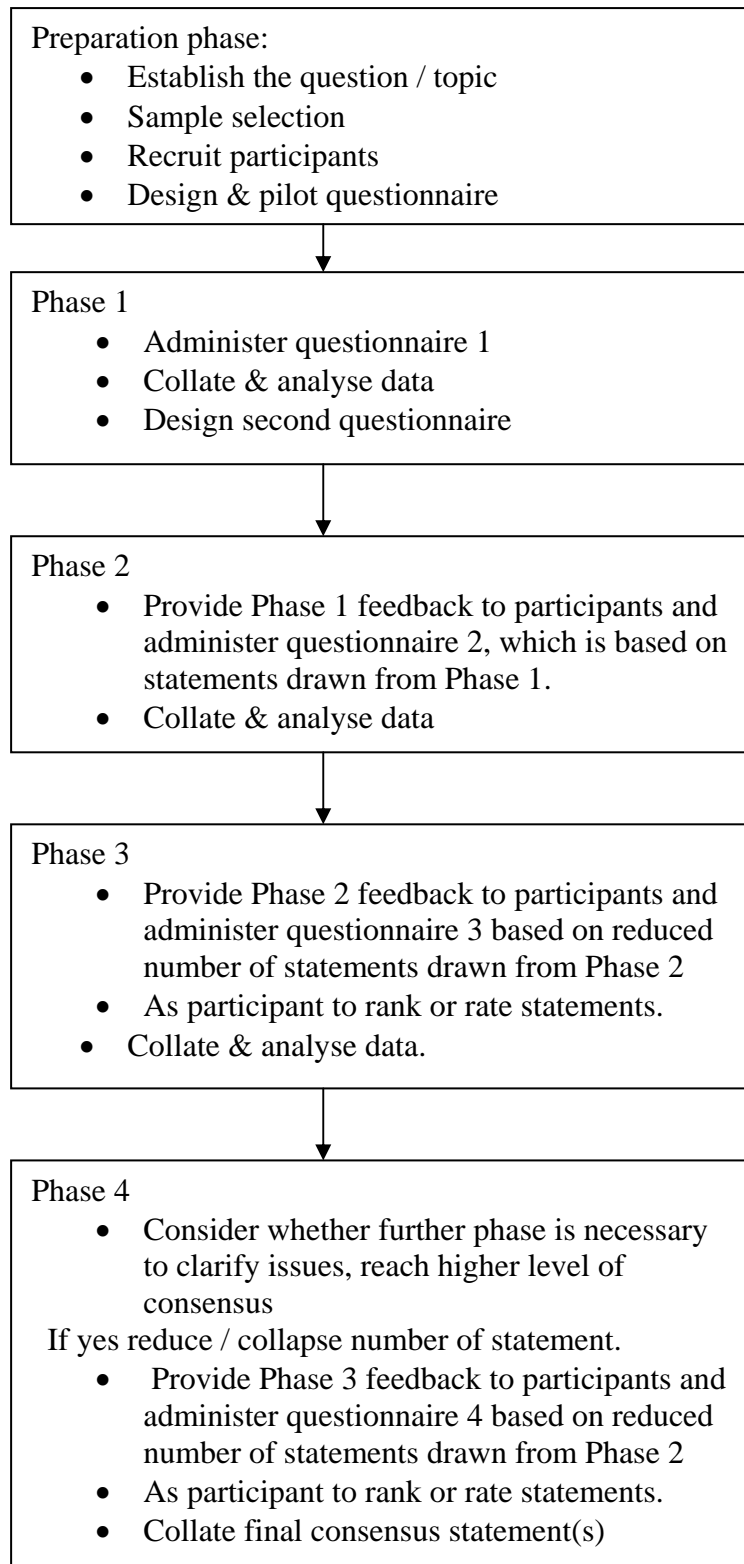 Preparation phase:
• Establish the question / topic
• Sample selection
• Recruit participants
• Design & pilot questionnaire
Phase 1
• Administer questionnaire 1
• Collate & analyse data
• Design second questionnaire
Phase 2
• Provide Phase 1 feedback to participants and
administer questionnaire 2, which is based on
statements drawn from Phase 1.
• Collate & analyse data
Phase 3
• Provide Phase 2 feedback to participants and
administer questionnaire 3 based on reduced
number of statements drawn from Phase 2
• As participant to rank or rate statements.
• Collate & analyse data.
Phase 4
• Consider whether further phase is necessary
to clarify issues, reach higher level of
consensus
If yes reduce / collapse number of statement.
• Provide Phase 3 feedback to participants and
administer questionnaire 4 based on reduced
number of statements drawn from Phase 2
• As participant to rank or rate statements.
• Collate final consensus statement(s)